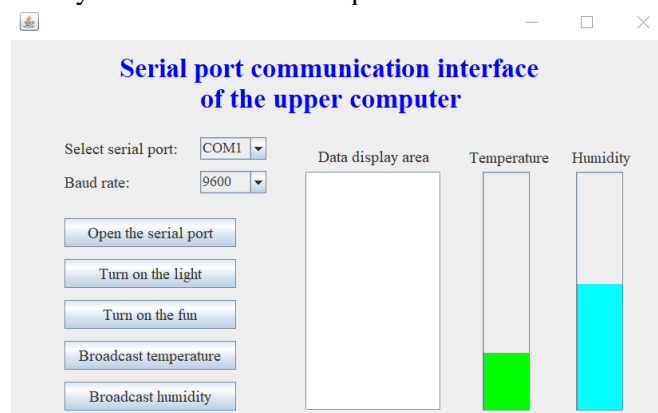 Serial port communication interface
of the upper computer
Select serial port: COM1
Baud rate: 9600
Open the serial port
Turn on the light
Turn on the fun
Broadcast temperature
Broadcast humidity
Data display area
Temperature
Humidity